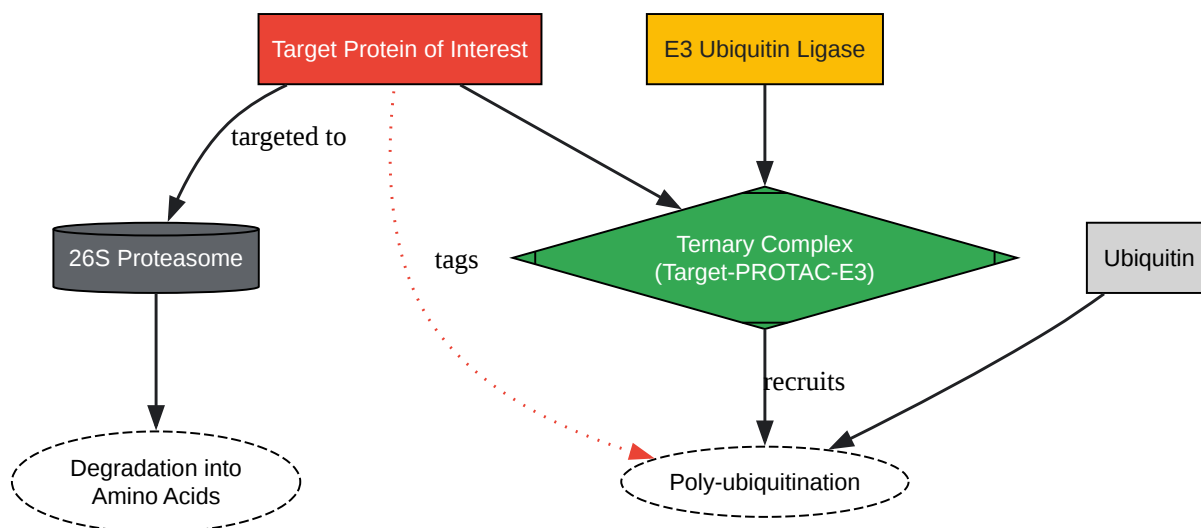 Target Protein of Interest
E3 Ubiquitin Ligase
targeted to
26S Proteasome
tags
Ternary Complex
(Target-PROTAC-E3)
Ubiquitin
recruits
Degradation into
Amino Acids
Poly-ubiquitination